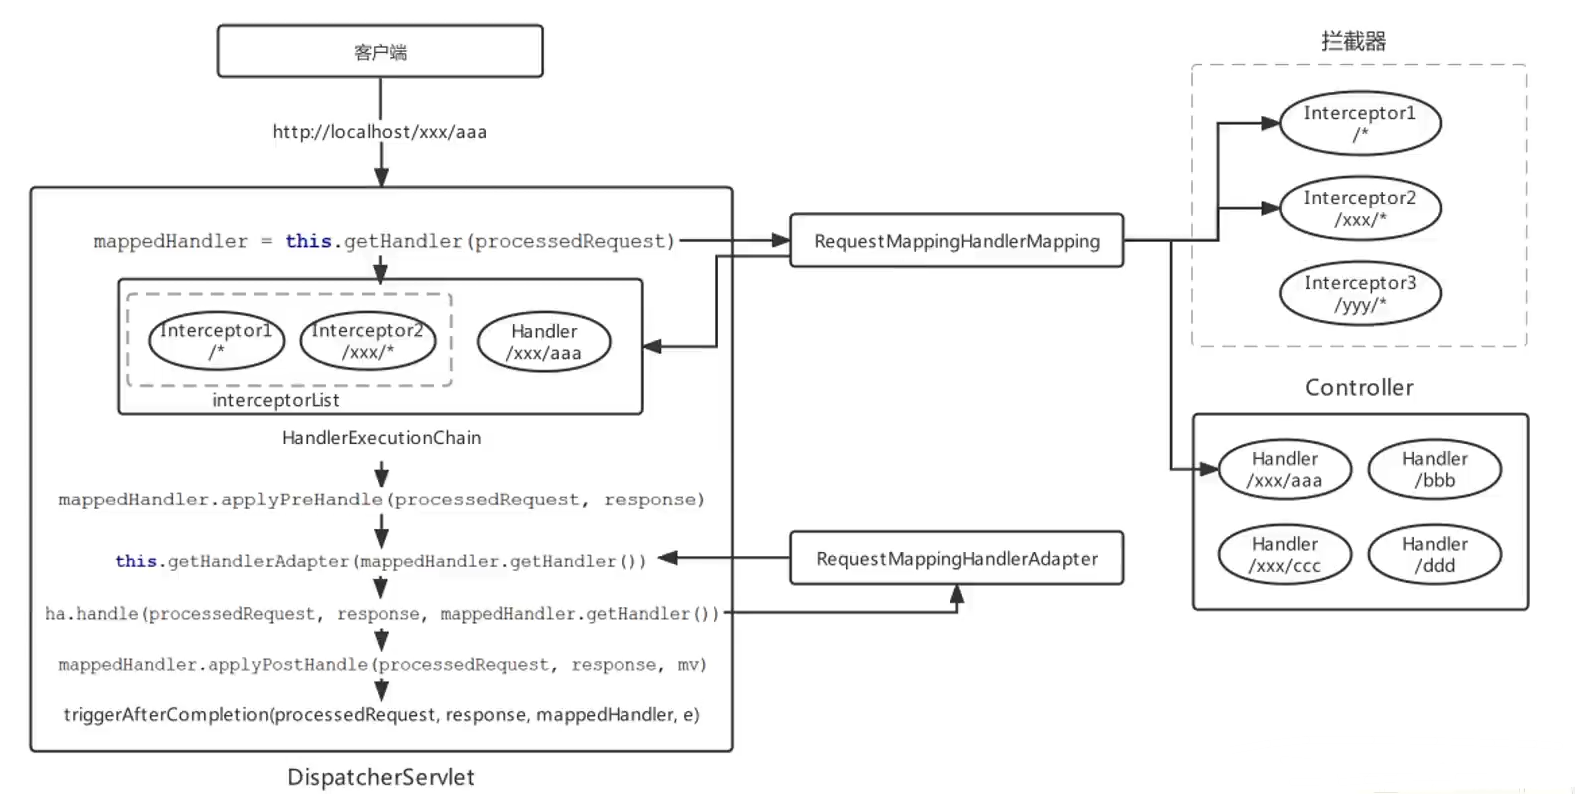 客户端
http://localhost/xxx/aaa
mappedHandler = this.getHandler(processedRequest)
Interceptor1
/*
Interceptor2
/xxx/*
Handler
/xxx/aaa
interceptorList
HandlerExecutionChain
mappedHandler.applyPreHandle(processedRequest, response)
this.getHandlerAdapter(mappedHandler.getHandler())
ha.handle(processedRequest, response, mappedHandler.getHandler())
mappedHandler.applyPostHandle(processedRequest, response, mv)
triggerAfterCompletion(processedRequest, response, mappedHandler, e)
DispatcherServlet
RequestMappingHandlerMapping
RequestMappingHandlerAdapter
拦截器
Interceptor1
/*
Interceptor2
/xxx/*
Interceptor3
/yyy/*
Controller
Handler
/xxx/aaa
Handler
/bbb
Handler
/xxx/ccc
Handler
/ddd